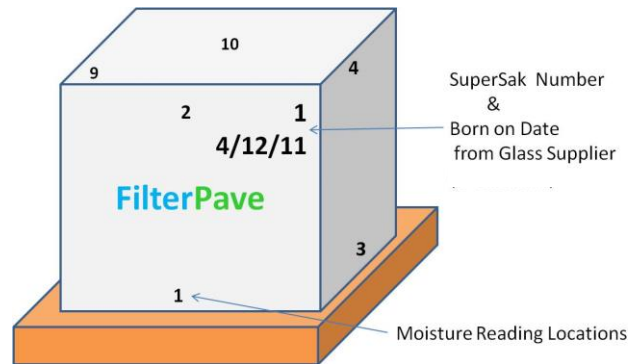 10
9
4
2
1
4/12/11
FilterPave
3
1
SuperSak Number
&
Born on Date
from Glass Supplier
Moisture Reading Locations